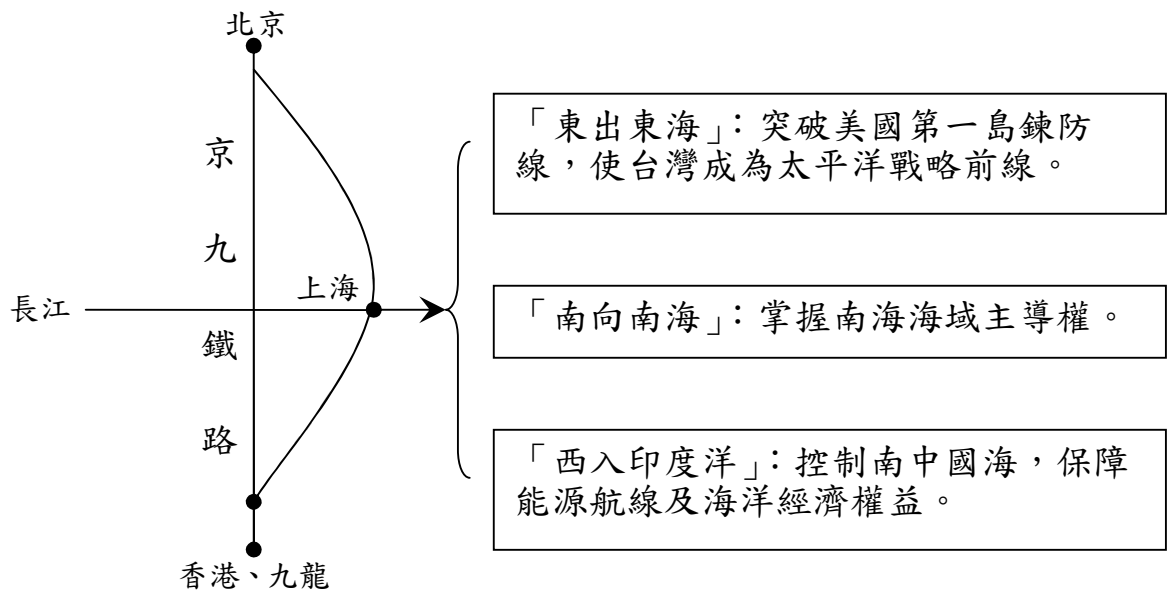 北京
京
九
鐵
路
長江
上海
香港、九龍
「東出東海」：突破美國第一島鍊防
線，使台灣成為太平洋戰略前線。
「南向南海」：掌握南海海域主導權。
「西入印度洋」：控制南中國海，保障
能源航線及海洋經濟權益。